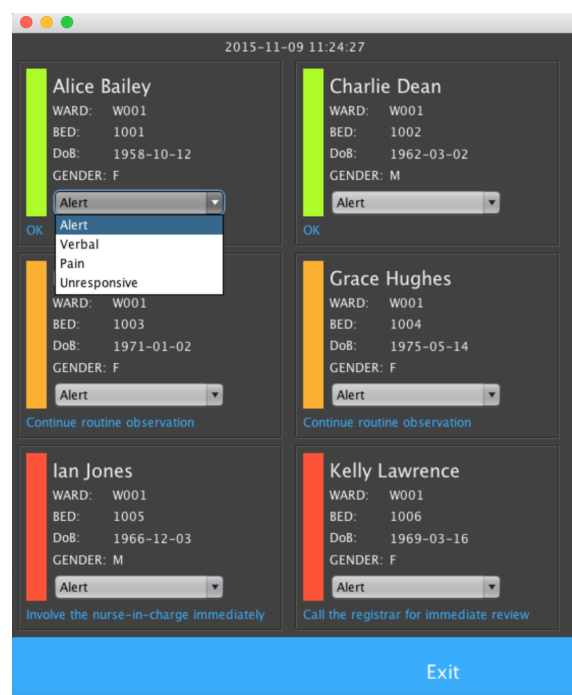 2015-11-09 11:24:27
Alice Bailey
WARD: W001
BED: 1001
DoB: 1958-10-12
GENDER: F
Alert
Alert
Verbal
Pain
Unresponsive
OK
Charlie Dean
WARD: W001
BED: 1002
DoB: 1962-03-02
GENDER: M
Alert
OK
WARD: W001
BED: 1003
DoB: 1971-01-02
GENDER: F
Alert
Continue routine observation
Grace Hughes
WARD: W001
BED: 1004
DoB: 1975-05-14
GENDER: F
Alert
Continue routine observation
Ian Jones
WARD: W001
BED: 1005
DoB: 1966-12-03
GENDER: M
Alert
Involve the nurse-in-charge immediately
Kelly Lawrence
WARD: W001
BED: 1006
DoB: 1969-03-16
GENDER: F
Alert
Call the registrar for immediate review
Exit